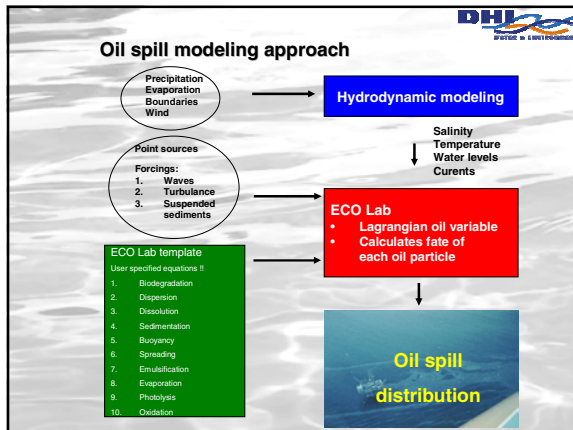 DHI
WATER & ENVIRONMENT
Oil spill modeling approach
Precipitation
Evaporation
Boundaries
Wind
Hydrodynamic modeling
Salinity
Temperature
Water levels
Curents
Point sources
Forcings:
1. Waves
2. Turbulance
3. Suspended
sediments
ECO Lab
• Lagrangian oil variable
• Calculates fate of
each oil particle
ECO Lab template
User specified equations !!
1. Biodegradation
2. Dispersion
3. Dissolution
4. Sedimentation
5. Buoyancy
6. Spreading
7. Emulsification
8. Evaporation
9. Photolysis
10. Oxidation
Oil spill
distribution